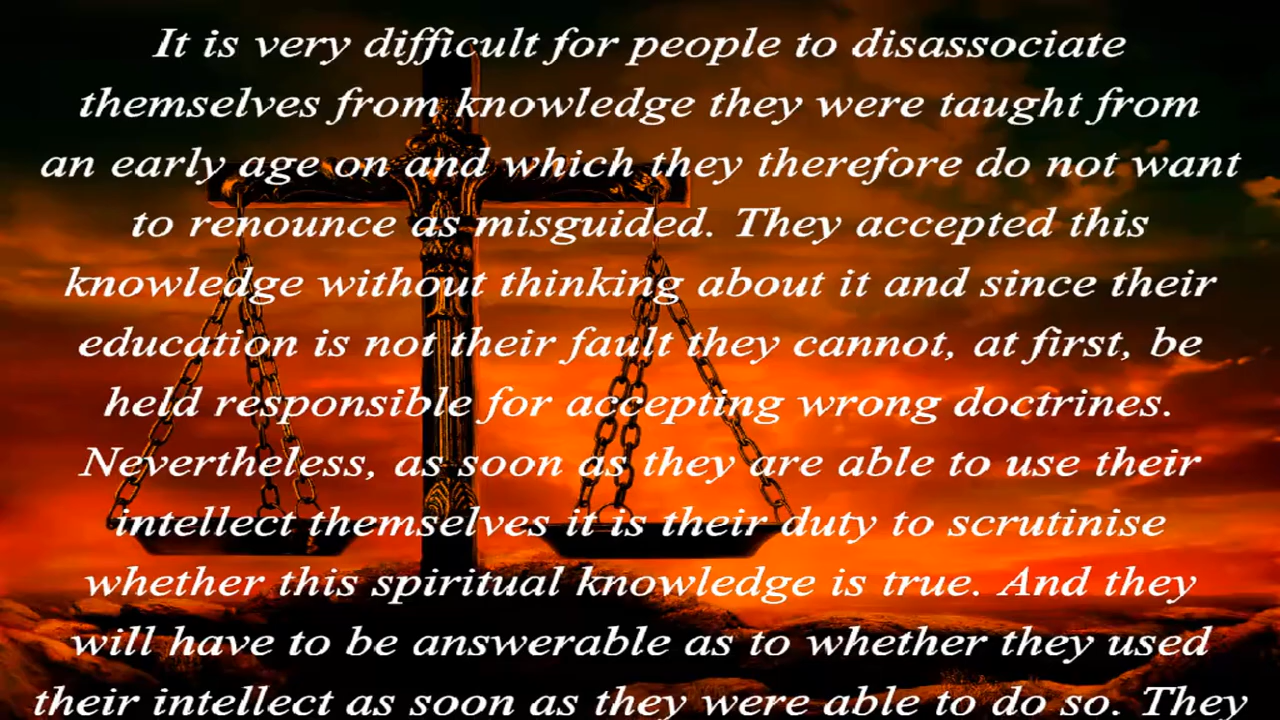 It is very difficult for people to disassociate
themselves from knowledge they were taught from
an early age on and which they therefore do not want
to renounce as misguided. They accepted this
knowledge without thinking about it and since their
education is not their fault they cannot, at first, be
held responsible for accepting wrong doctrines.
Nevertheless, as soon as they are able to use their
intellect themselves it is their duty to scrutinise
whether this spiritual knowledge is true. And they
will have to be answerable as to whether they used
their intellect as soon as they were able to do so. They